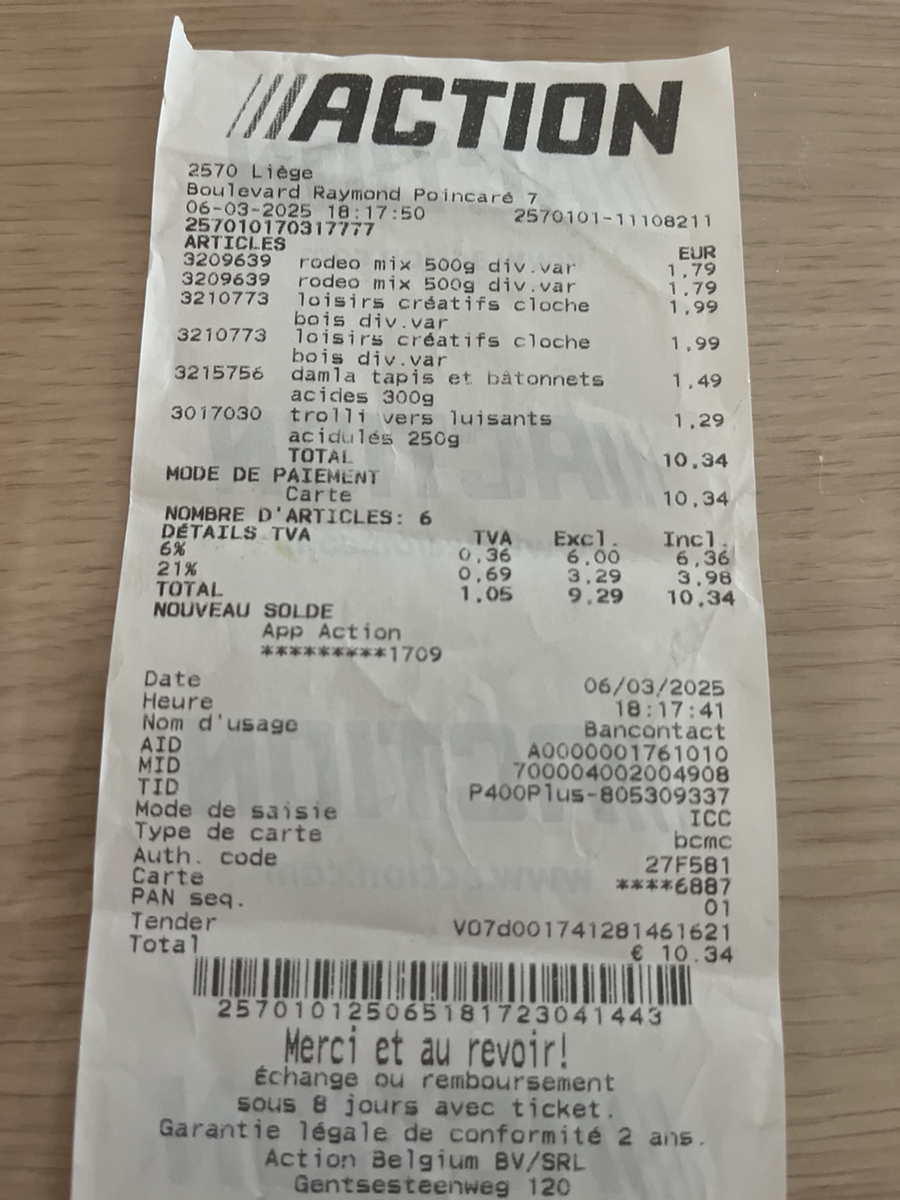 ///ACTION
2570 Liège
Boulevard Raymond Poincaré 7
06-03-2025 18:17:50 2570101-11108211
257010170317777
ARTICLES EUR
3209639 rodeo mix 500g div.var 1,79
3209639 rodeo mix 500g div.var 1,79
3210773 loisirs créatifs cloche 1,99
bois div.var
3210773 loisirs créatifs cloche 1,99
bois div.var
3215756 damla tapis et bâtonnets 1,49
acides 300g
3017030 trolli vers luisants 1,29
acidulés 250g
TOTAL 10,34
MODE DE PAIEMENT
Carte 10,34
NOMBRE D'ARTICLES: 6
DÉTAILS TVA TVA Excl. Incl.
6% 0,36 6,00 6,36
21% 0,69 3,29 3,98
TOTAL 1,05 9,29 10,34
NOUVEAU SOLDE
App Action
*********1709
Date 06/03/2025
Heure 18:17:41
Nom d'usage Bancontact
AID A0000001761010
MID 700004002004908
TID P400Plus-805309337
Mode de saisie ICC
Type de carte bcmc
Auth. code 27F581
Carte ****6887
PAN seq. 01
Tender V07d001741281461621
Total € 10.34
257010125065181723041443
Merci et au revoir!
Échange ou remboursement
sous 8 jours avec ticket.
Garantie légale de conformité 2 ans.
Action Belgium BV/SRL
Gentsesteenweg 120